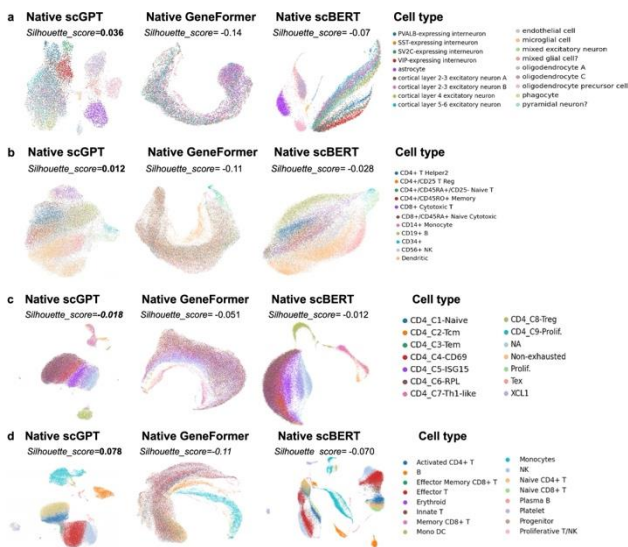 a Native scGPT Native GeneFormer Native scBERT Cell type
Silhouette_score=0.036 Silhouette_score= -0.14 Silhouette_score= -0.07
PVALB-expressing interneuron
SST-expressing interneuron
SV2C-expressing interneuron
VIP-expressing interneuron
astrocyte
cortical layer 2-3 excitatory neuron A
cortical layer 2-3 excitatory neuron B
cortical layer 4 excitatory neuron
cortical layer 5-6 excitatory neuron
endothelial cell
microglial cell
mixed excitatory neuron
mixed glial cell?
oligodendrocyte A
oligodendrocyte C
oligodendrocyte precursor cell
phagocyte
pyramidal neuron?
b Native scGPT Native GeneFormer Native scBERT Cell type
Silhouette_score=0.012 Silhouette_score= -0.11 Silhouette_score= -0.028
CD4+ T Helper2
CD4+/CD25 T Reg
CD4+/CD45RA+/CD25- Naive T
CD4+/CD45RO+ Memory
CD8+ Cytotoxic T
CD8+/CD45RA+ Naive Cytotoxic
CD14+ Monocyte
CD19+ B
CD34+
CD56+ NK
Dendritic
c Native scGPT Native GeneFormer Native scBERT Cell type
Silhouette_score=-0.018 Silhouette_score= -0.051 Silhouette_score= -0.012
CD4_C1-Naive
CD4_C2-Tcm
CD4_C3-Tem
CD4_C4-CD69
CD4_C5-ISG15
CD4_C6-RPL
CD4_C7-Th1-like
CD4_C8-Treg
CD4_C9-Prolif.
NA
Non-exhausted
Prolif.
Tex
XCL1
d Native scGPT Native GeneFormer Native scBERT Cell type
Silhouette_score=0.078 Silhouette_score= -0.11 Silhouette_score= -0.070
Activated CD4+ T
B
Effector Memory CD8+ T
Effector T
Erythroid
Innate T
Memory CD8+ T
Mono DC
Monocytes
NK
Naive CD4+ T
Naive CD8+ T
Plasma B
Platelet
Progenitor
Proliferative T/NK